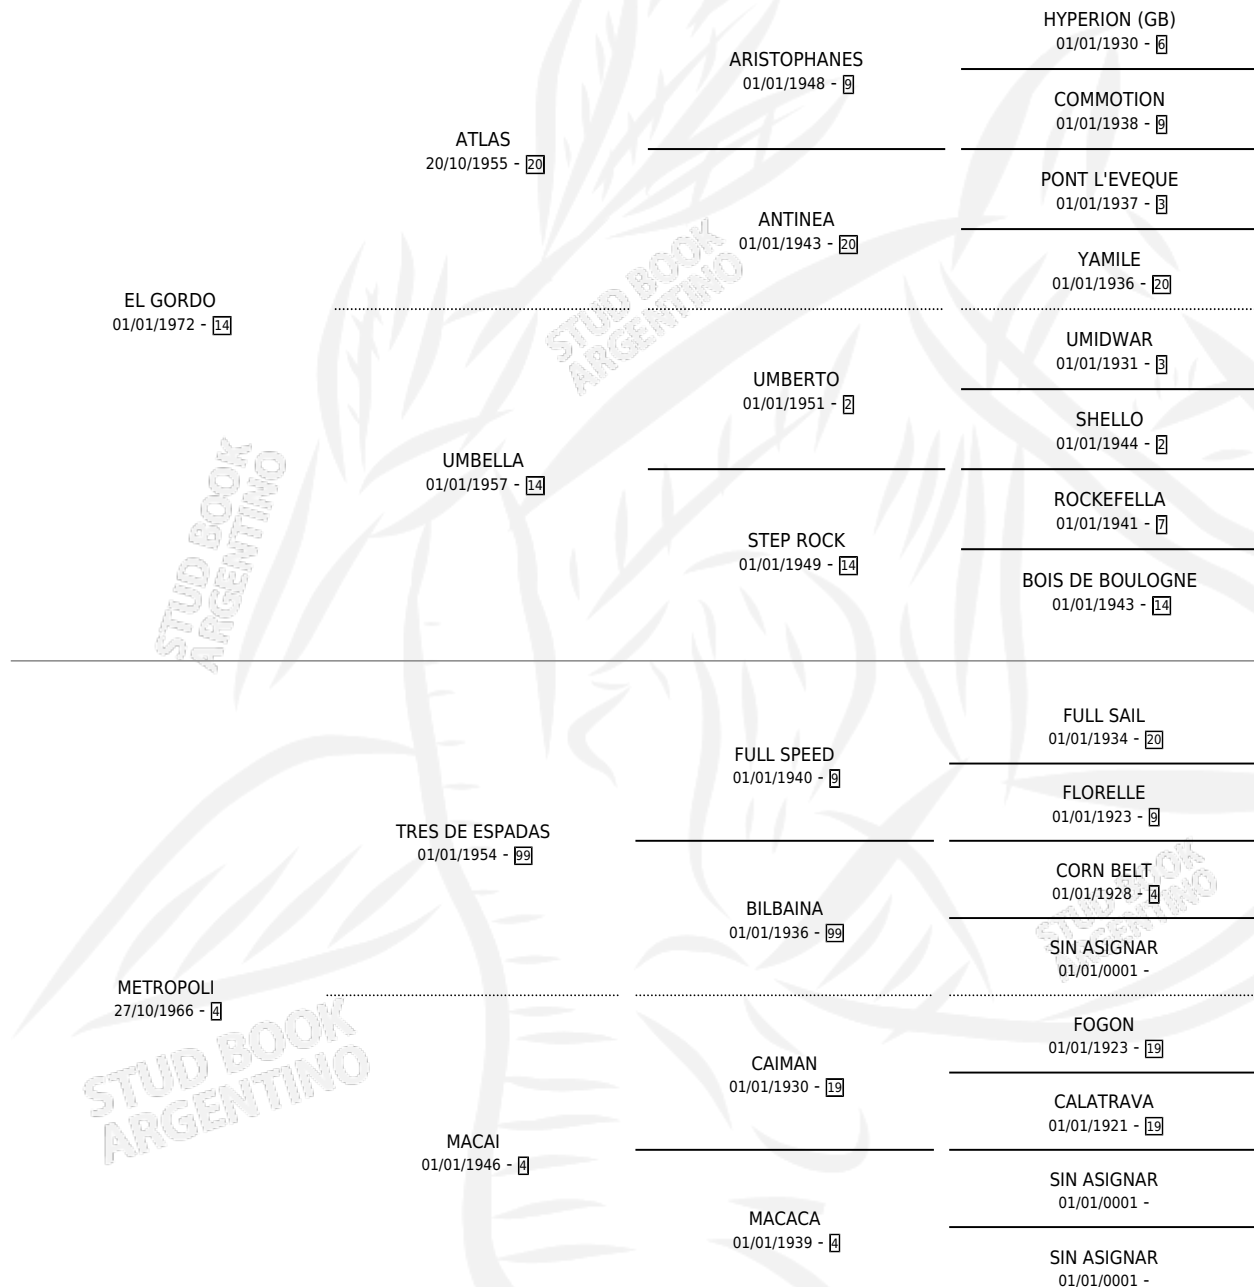 HYPERION (GB)
01/01/1930 - 6
ARISTOPHANES
01/01/1948 - 9
COMMOTION
01/01/1938 - 9
ATLAS
20/10/1955 - 20
PONT L'EVEQUE
01/01/1937 - 3
ANTINEA
01/01/1943 - 20
YAMILE
01/01/1936 - 20
EL GORDO
01/01/1972 - 14
UMIDWAR
01/01/1931 - 3
UMBERTO
01/01/1951 - 2
SHELLO
01/01/1944 - 2
UMBELLA
01/01/1957 - 14
ROCKEFELLA
01/01/1941 - 7
STEP ROCK
01/01/1949 - 14
BOIS DE BOULOGNE
01/01/1943 - 14
FULL SAIL
01/01/1934 - 20
FULL SPEED
01/01/1940 - 9
FLORELLE
01/01/1923 - 9
TRES DE ESPADAS
01/01/1954 - 99
CORN BELT
01/01/1928 - 4
BILBAINA
01/01/1936 - 99
SIN ASIGNAR
01/01/0001 -
METROPOLI
27/10/1966 - 4
FOGON
01/01/1923 - 19
CAIMAN
01/01/1930 - 19
CALATRAVA
01/01/1921 - 19
MACAI
01/01/1946 - 4
SIN ASIGNAR
01/01/0001 -
MACACA
01/01/1939 - 4
SIN ASIGNAR
01/01/0001 -
STUD BOOK
ARGENTINO
STUD BOOK
ARGENTINO
STUD BOOK
ARGENTINO
STUD BOOK
ARGENTINO